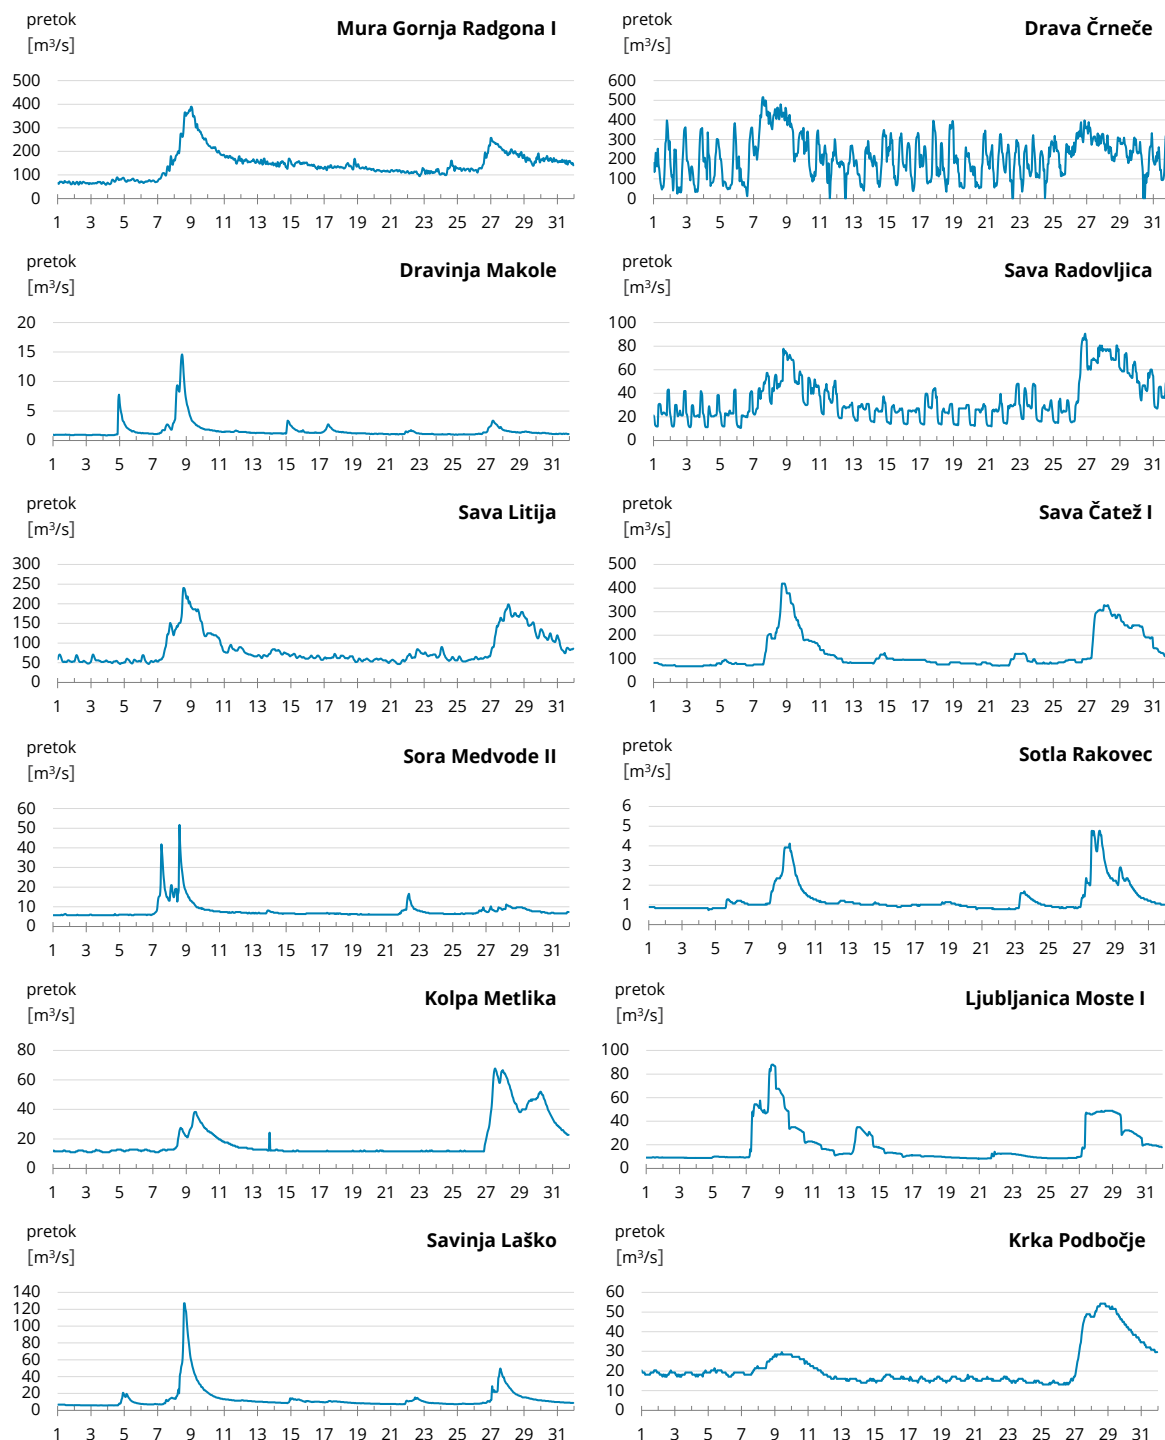 pretok
[m³/s]
Mura Gornja Radgona I
500
400
300
200
100
0
1 3 5 7 9 11 13 15 17 19 21 23 25 27 29 31
pretok
[m³/s]
Drava Črneče
600
500
400
300
200
100
0
1 3 5 7 9 11 13 15 17 19 21 23 25 27 29 31
pretok
[m³/s]
Dravinja Makole
20
15
10
5
0
1 3 5 7 9 11 13 15 17 19 21 23 25 27 29 31
pretok
[m³/s]
Sava Radovljica
100
80
60
40
20
0
1 3 5 7 9 11 13 15 17 19 21 23 25 27 29 31
pretok
[m³/s]
Sava Litija
300
250
200
150
100
50
0
1 3 5 7 9 11 13 15 17 19 21 23 25 27 29 31
pretok
[m³/s]
Sava Čatež I
500
400
300
200
100
0
1 3 5 7 9 11 13 15 17 19 21 23 25 27 29 31
pretok
[m³/s]
Sora Medvode II
60
50
40
30
20
10
0
1 3 5 7 9 11 13 15 17 19 21 23 25 27 29 31
pretok
[m³/s]
Sotla Rakovec
6
5
4
3
2
1
0
1 3 5 7 9 11 13 15 17 19 21 23 25 27 29 31
pretok
[m³/s]
Kolpa Metlika
80
60
40
20
0
1 3 5 7 9 11 13 15 17 19 21 23 25 27 29 31
pretok
[m³/s]
Ljubljanica Moste I
100
80
60
40
20
0
1 3 5 7 9 11 13 15 17 19 21 23 25 27 29 31
pretok
[m³/s]
Savinja Laško
140
120
100
80
60
40
20
0
1 3 5 7 9 11 13 15 17 19 21 23 25 27 29 31
pretok
[m³/s]
Krka Podbočje
60
50
40
30
20
10
0
1 3 5 7 9 11 13 15 17 19 21 23 25 27 29 31